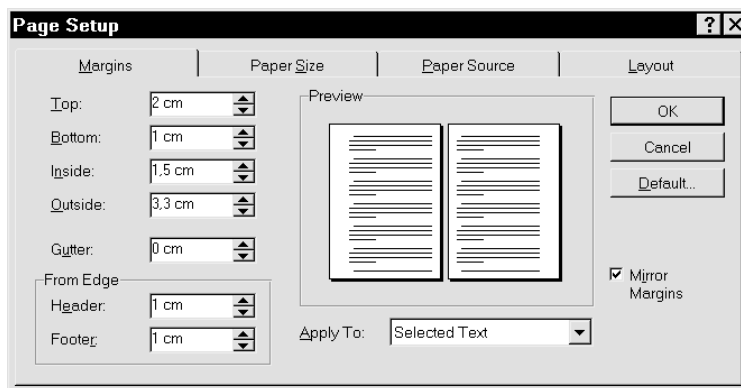 Page Setup
Margins
Paper Size
Paper Source
Layout
Top: 2 cm
Bottom: 1 cm
Inside: 1,5 cm
Outside: 3,3 cm
Gutter: 0 cm
From Edge
Header: 1 cm
Footer: 1 cm
Preview
Apply To: Selected Text
OK
Cancel
Default...
Mirror
Margins